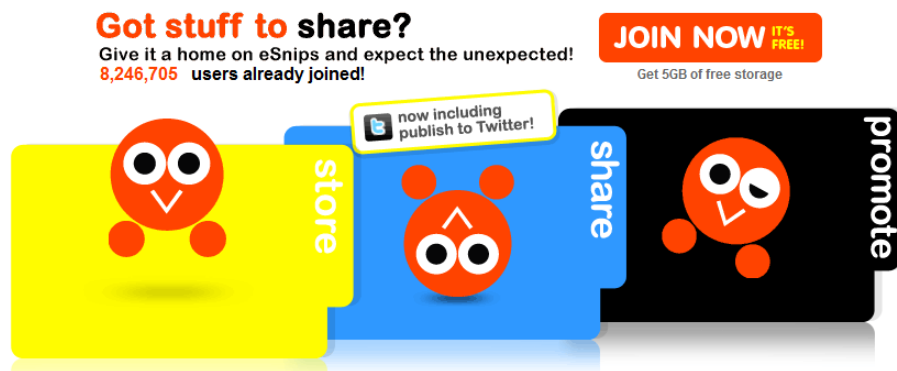 Got stuff to share?
Give it a home on eSnips and expect the unexpected!
8,246,705 users already joined!
JOIN NOW IT'S FREE!
Get 5GB of free storage
now including
publish to Twitter!
store
share
promote